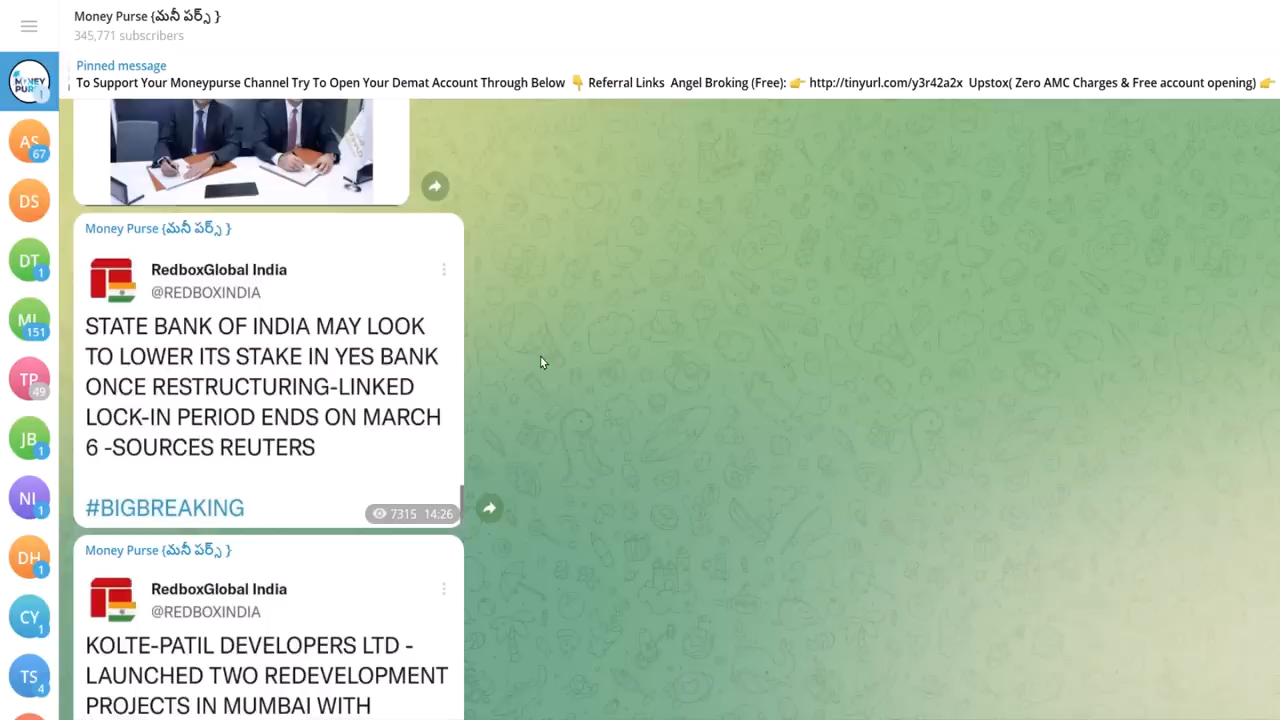 Money Purse {మనీ పర్స్ }
345,771 subscribers
Pinned message
To Support Your Moneypurse Channel Try To Open Your Demat Account Through Below 👇 Referral Links Angel Broking (Free): 👉 http://tinyurl.com/y3r42a2x Upstox( Zero AMC Charges & Free account opening) 👉
MONEY
PUR
1
AS
67
DS
DT
1
ML
151
TP
49
JB
1
NI
1
DH
1
CY
1
TS
4
Money Purse {మనీ పర్స్ }
RedboxGlobal India
@REDBOXINDIA
STATE BANK OF INDIA MAY LOOK
TO LOWER ITS STAKE IN YES BANK
ONCE RESTRUCTURING-LINKED
LOCK-IN PERIOD ENDS ON MARCH
6 -SOURCES REUTERS
#BIGBREAKING
7315 14:26
Money Purse {మనీ పర్స్ }
RedboxGlobal India
@REDBOXINDIA
KOLTE-PATIL DEVELOPERS LTD -
LAUNCHED TWO REDEVELOPMENT
PROJECTS IN MUMBAI WITH